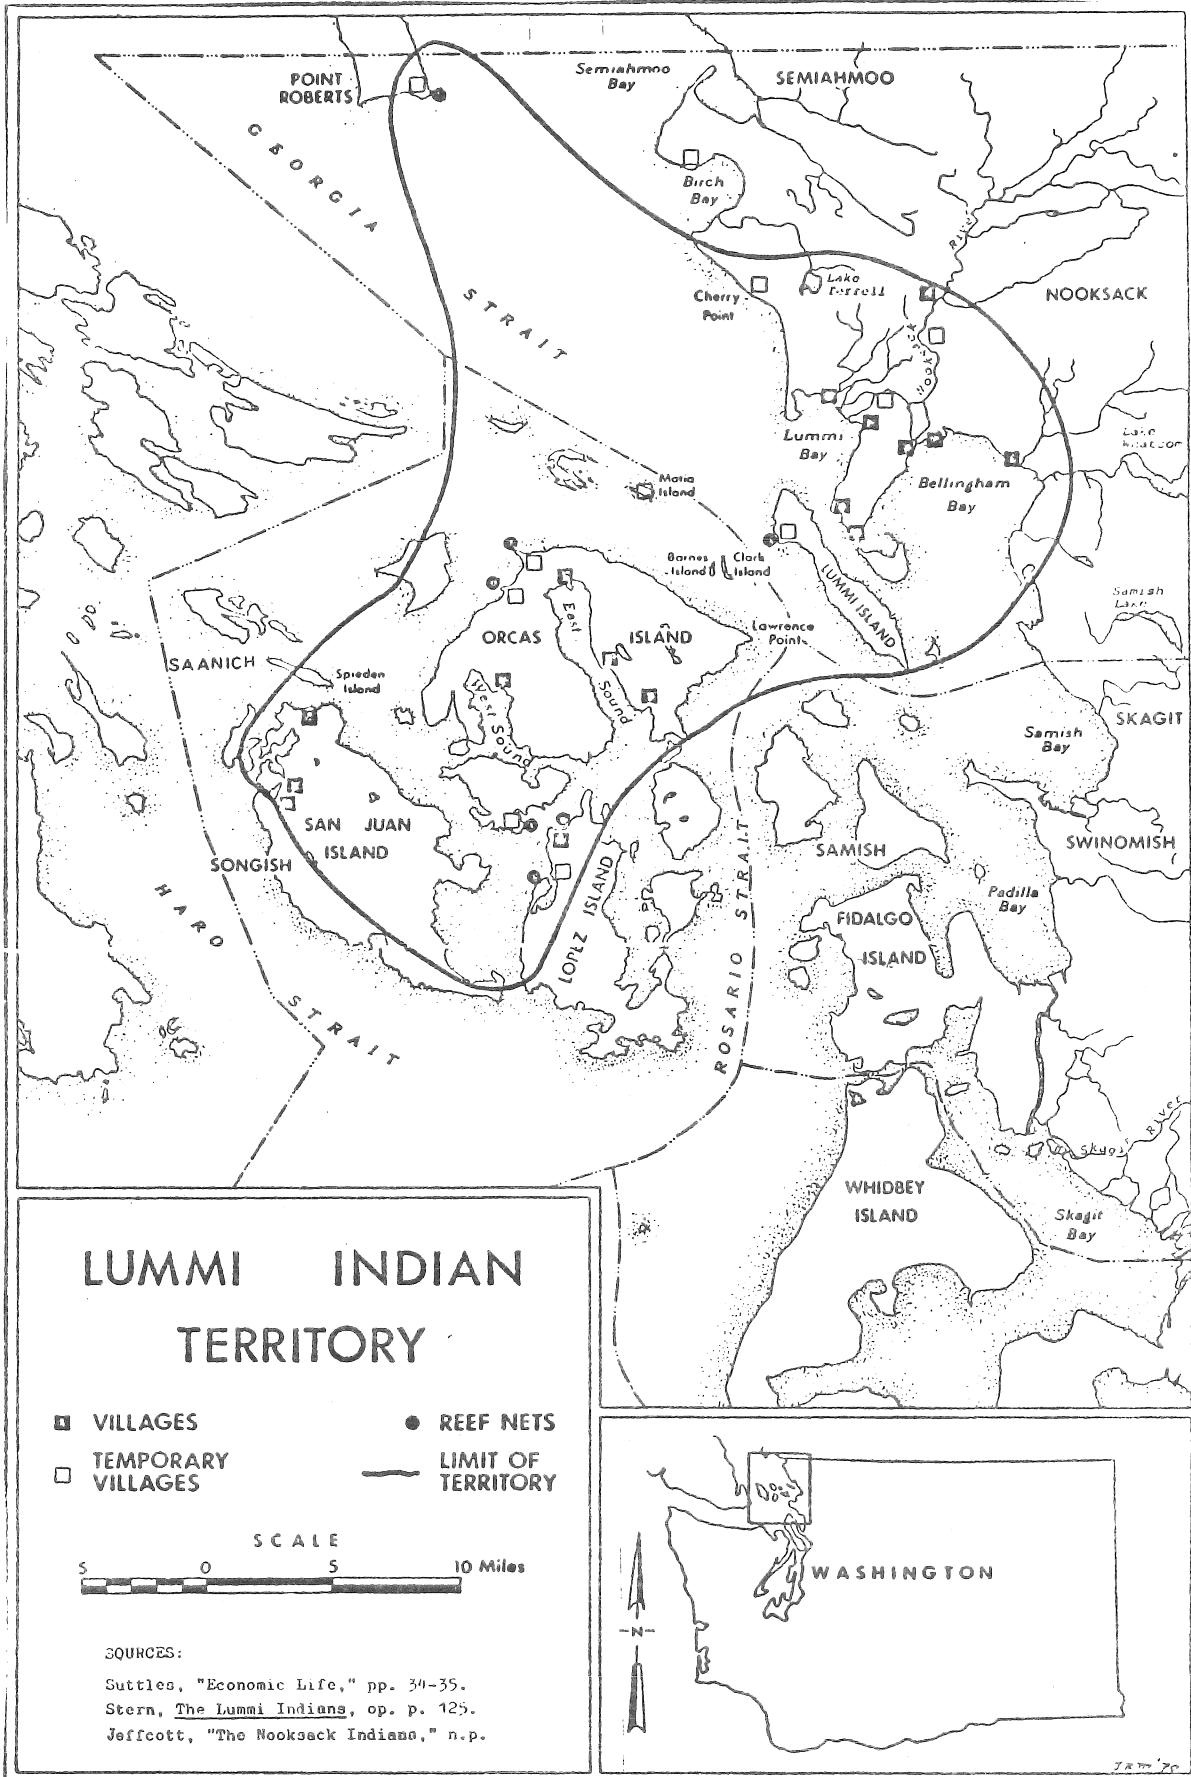 POINT
ROBERTS
Semiahmoo
Bay
SEMIAHMOO
GEORGIA
STRAIT
Birch
Bay
River
Cherry
Point
Lake
Terrell
NOOKSACK
Nooksack
Lummi
Bay
Bellingham
Bay
Lake
Matia
Island
Barnes
Island
Clark
Island
LUMMI ISLAND
Samish
Lake
ORCAS
ISLAND
East
Sound
Lawrence
Point
SAANICH
Spieden
Island
West Sound
SKAGIT
Samish
Bay
SAN JUAN
ISLAND
SONGISH
HARO
STRAIT
LOPEZ ISLAND
ROSARIO STRAIT
SAMISH
SWINOMISH
Padilla
Bay
FIDALGO
ISLAND
Skagit
River
WHIDBEY
ISLAND
Skagit
Bay
LUMMI INDIAN
TERRITORY
VILLAGES
REEF NETS
TEMPORARY
VILLAGES
LIMIT OF
TERRITORY
SCALE
5 0 5 10 Miles
SOURCES:
Suttles, "Economic Life," pp. 34-35.
Stern, The Lummi Indians, op. p. 125.
Jeffcott, "The Nooksack Indians," n.p.
WASHINGTON
-N-